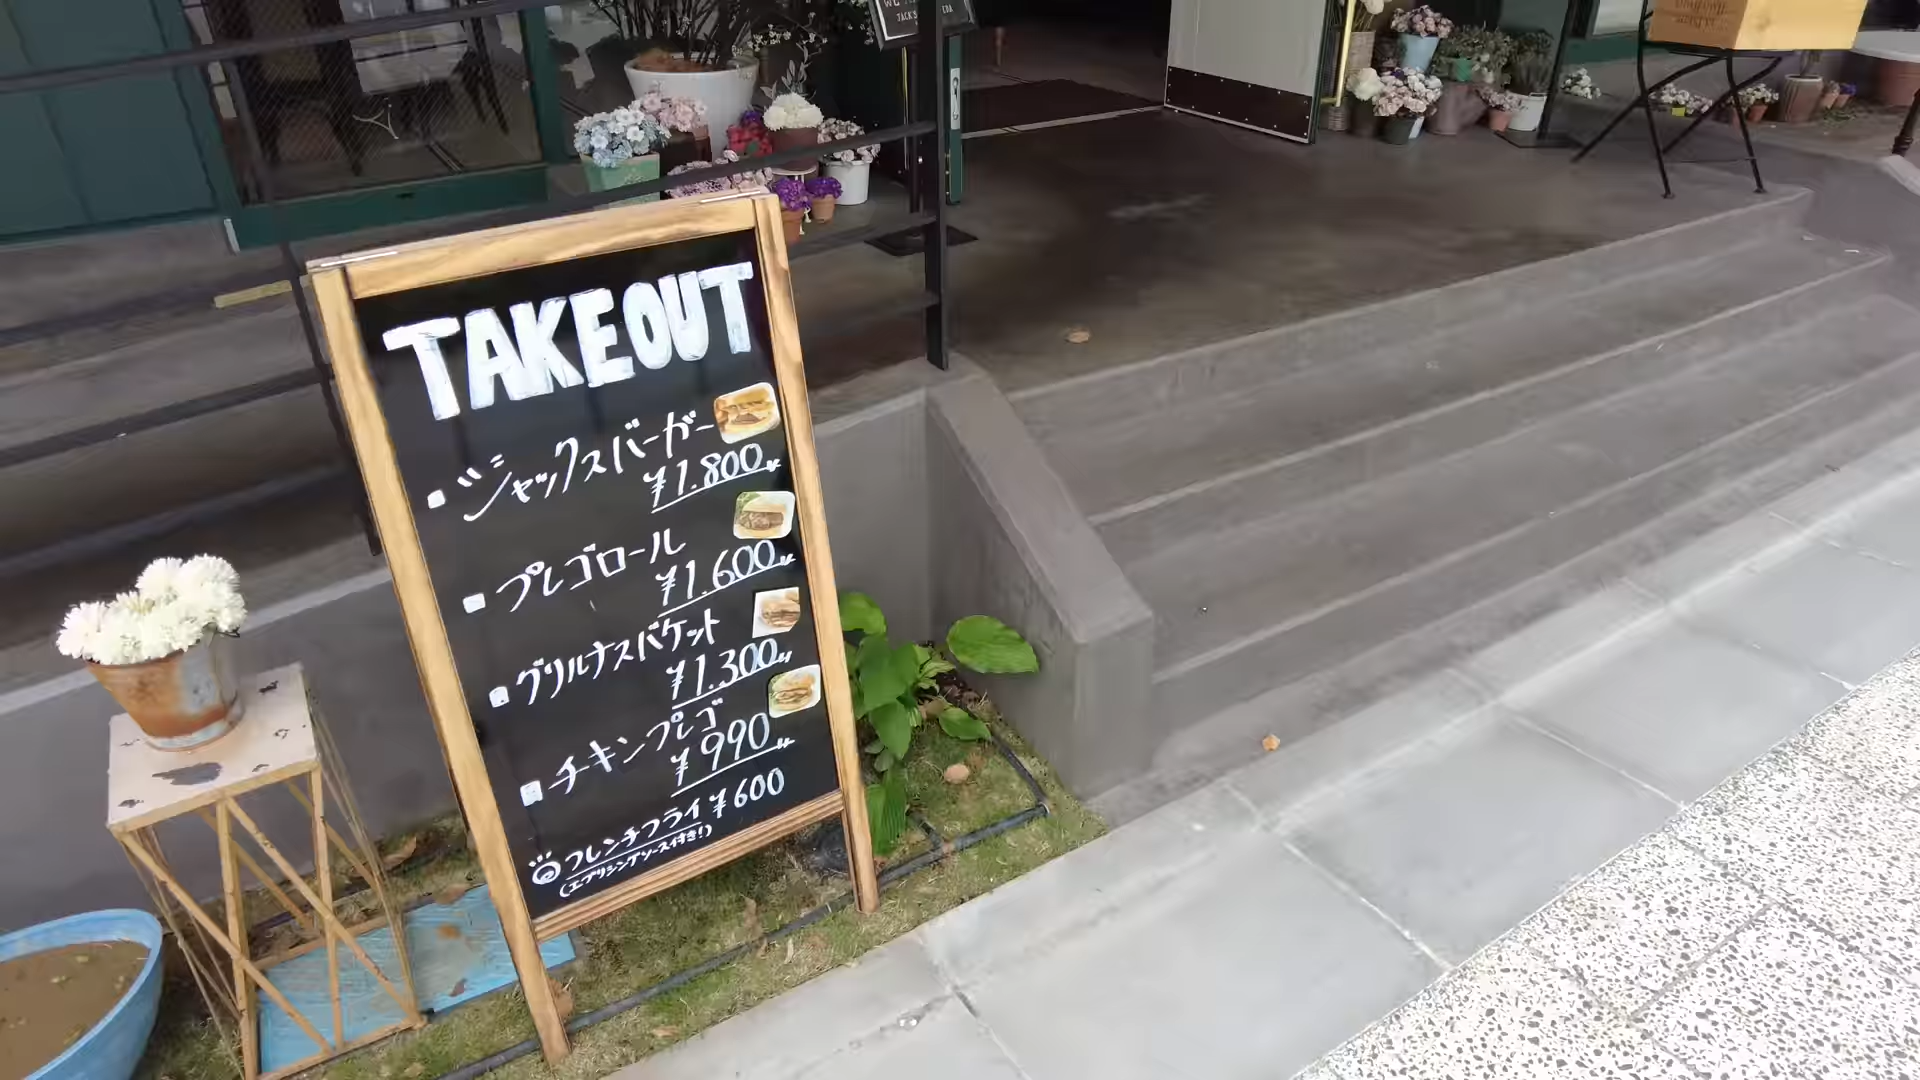 TAKEOUT
・ジャックスバーガー
¥1.800
・プレゴロール
¥1.600
・グリルナスバケット
¥1.300
・チキンプレゴ
¥990
フレンチフライ ¥600
(エブリシングソース付き!)
JACK'S